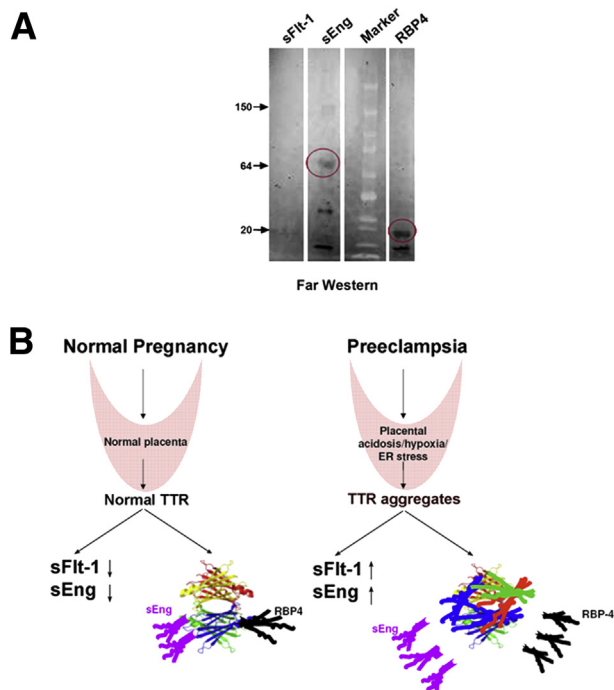 A
sFlt-1 sEng Marker RBP4
150
64
20
Far Western
B
Normal Pregnancy Preeclampsia
Normal placenta
Placental
acidosis/hypoxia/
ER stress
Normal TTR TTR aggregates
sFlt-1
sEng
sEng
RBP4
sFlt-1
sEng
sEng
RBP-4